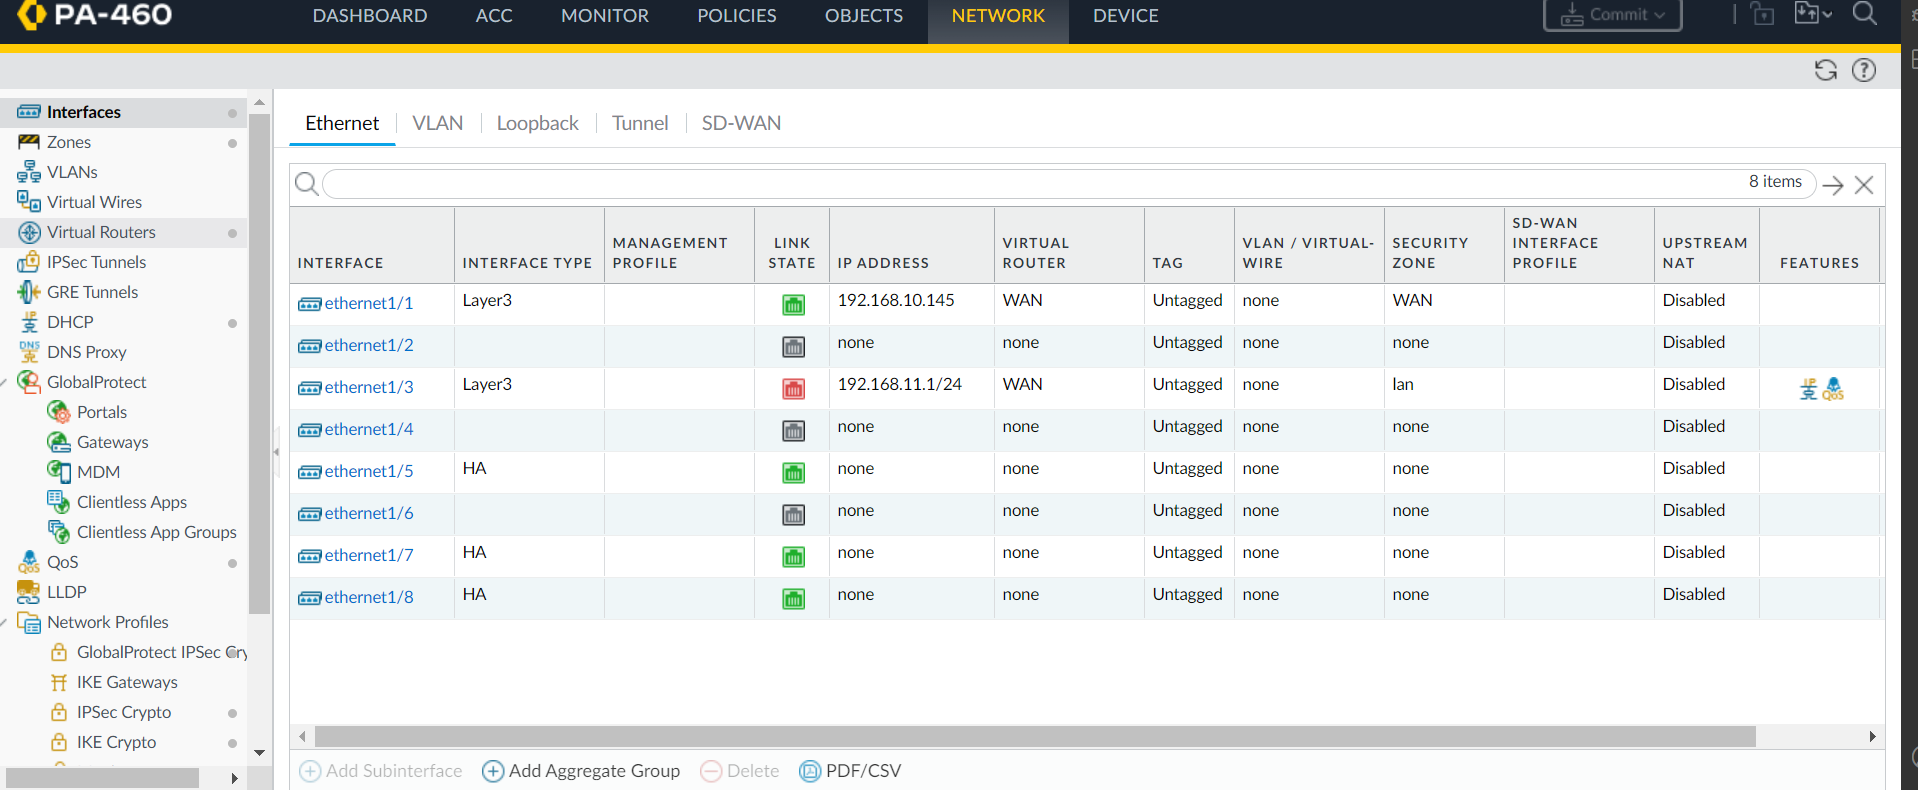 PA-460
DASHBOARD ACC MONITOR POLICIES OBJECTS NETWORK DEVICE
Commit
Interfaces
Zones
VLANs
Virtual Wires
Virtual Routers
IPSec Tunnels
GRE Tunnels
DHCP
DNS Proxy
GlobalProtect
Portals
Gateways
MDM
Clientless Apps
Clientless App Groups
QoS
LLDP
Network Profiles
GlobalProtect IPSec Cry
IKE Gateways
IPSec Crypto
IKE Crypto
Ethernet VLAN Loopback Tunnel SD-WAN
8 items
INTERFACE INTERFACE TYPE MANAGEMENT PROFILE LINK STATE IP ADDRESS VIRTUAL ROUTER TAG VLAN / VIRTUAL-WIRE SECURITY ZONE SD-WAN INTERFACE PROFILE UPSTREAM NAT FEATURES
ethernet1/1 Layer3 192.168.10.145 WAN Untagged none WAN Disabled
ethernet1/2 none none Untagged none none Disabled
ethernet1/3 Layer3 192.168.11.1/24 WAN Untagged none lan Disabled QoS
ethernet1/4 none none Untagged none none Disabled
ethernet1/5 HA none none Untagged none none Disabled
ethernet1/6 none none Untagged none none Disabled
ethernet1/7 HA none none Untagged none none Disabled
ethernet1/8 HA none none Untagged none none Disabled
Add Subinterface Add Aggregate Group Delete PDF/CSV